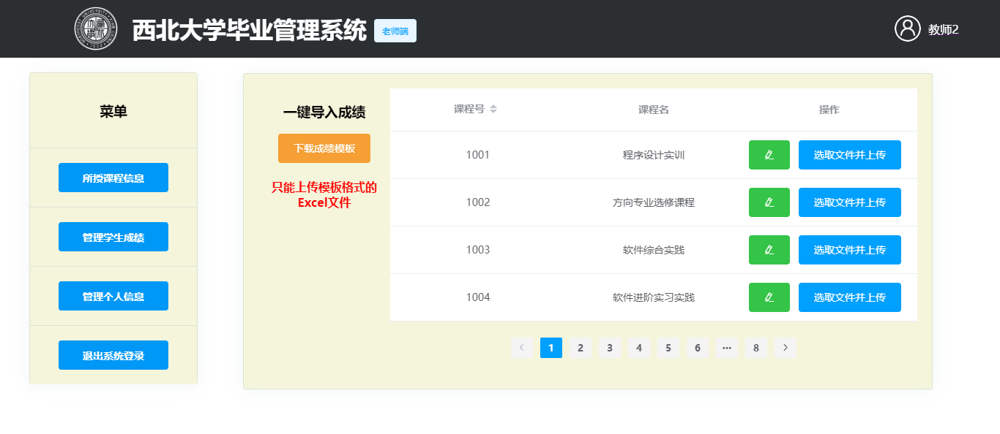 西北大学毕业管理系统
老师端
教师2
菜单
所授课程信息
管理学生成绩
管理个人信息
退出系统登录
一键导入成绩
下载成绩模板
只能上传模板格式的
Excel文件
课程号 课程名 操作
1001 程序设计实训 选取文件并上传
1002 方向专业选修课程 选取文件并上传
1003 软件综合实践 选取文件并上传
1004 软件进阶实习实践 选取文件并上传
1 2 3 4 5 6 ··· 8